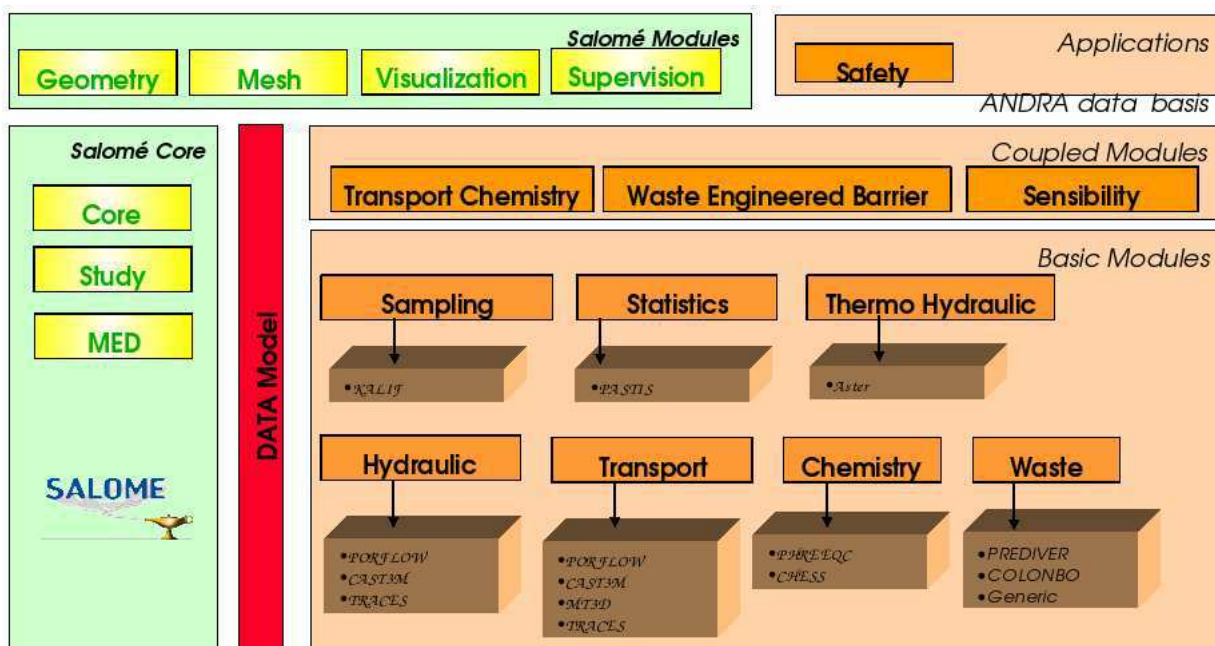 Salomé Modules
Geometry
Mesh
Visualization
Supervision
Applications
Safety
ANDRA data basis
Salomé Core
Core
Study
MED
SALOME
DATA Model
Coupled Modules
Transport Chemistry
Waste Engineered Barrier
Sensibility
Basic Modules
Sampling
Statistics
Thermo Hydraulic
•KALIF
•PASTIS
•Aster
Hydraulic
Transport
Chemistry
Waste
•PORFLOW
•CAST3M
•TRACES
•PORFLOW
•CAST3M
•MT3D
•TRACES
•PHREEQC
•CHESS
•PREDIVER
•COLONBO
•Generic